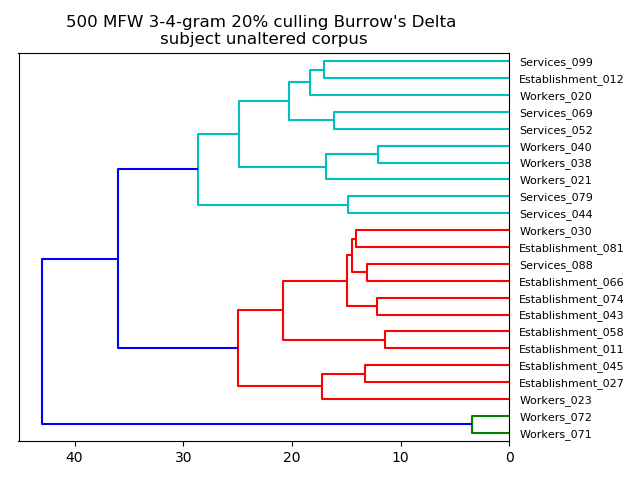 500 MFW 3-4-gram 20% culling Burrow's Delta
subject unaltered corpus
Services_099
Establishment_012
Workers_020
Services_069
Services_052
Workers_040
Workers_038
Workers_021
Services_079
Services_044
Workers_030
Establishment_081
Services_088
Establishment_066
Establishment_074
Establishment_043
Establishment_058
Establishment_011
Establishment_045
Establishment_027
Workers_023
Workers_072
Workers_071
40 30 20 10 0